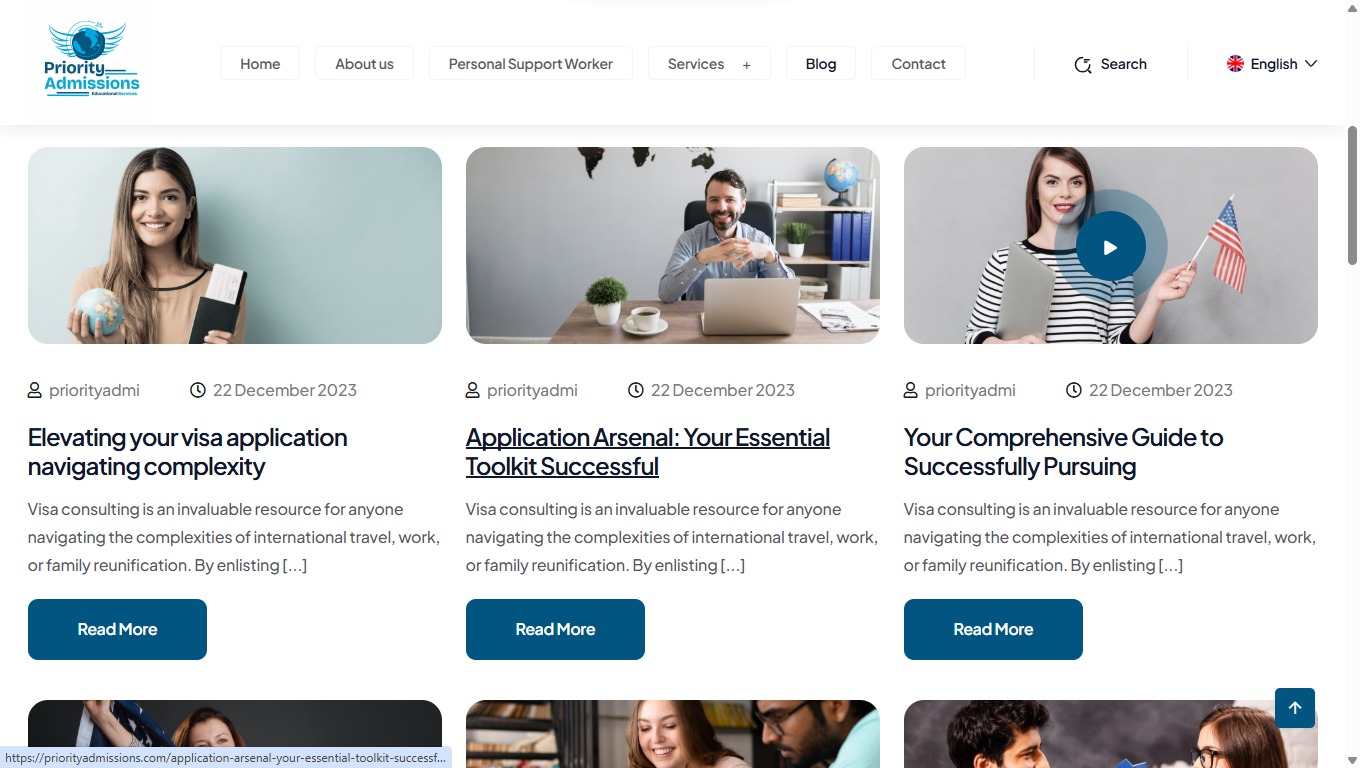 Priority
Admissions
Educational Services
Home
About us
Personal Support Worker
Services +
Blog
Contact
Search
English
priorityadmi 22 December 2023
Elevating your visa application
navigating complexity
Visa consulting is an invaluable resource for anyone
navigating the complexities of international travel, work,
or family reunification. By enlisting [...]
Read More
priorityadmi 22 December 2023
Application Arsenal: Your Essential
Toolkit Successful
Visa consulting is an invaluable resource for anyone
navigating the complexities of international travel, work,
or family reunification. By enlisting [...]
Read More
priorityadmi 22 December 2023
Your Comprehensive Guide to
Successfully Pursuing
Visa consulting is an invaluable resource for anyone
navigating the complexities of international travel, work,
or family reunification. By enlisting [...]
Read More
https://priorityadmissions.com/application-arsenal-your-essential-toolkit-successf...